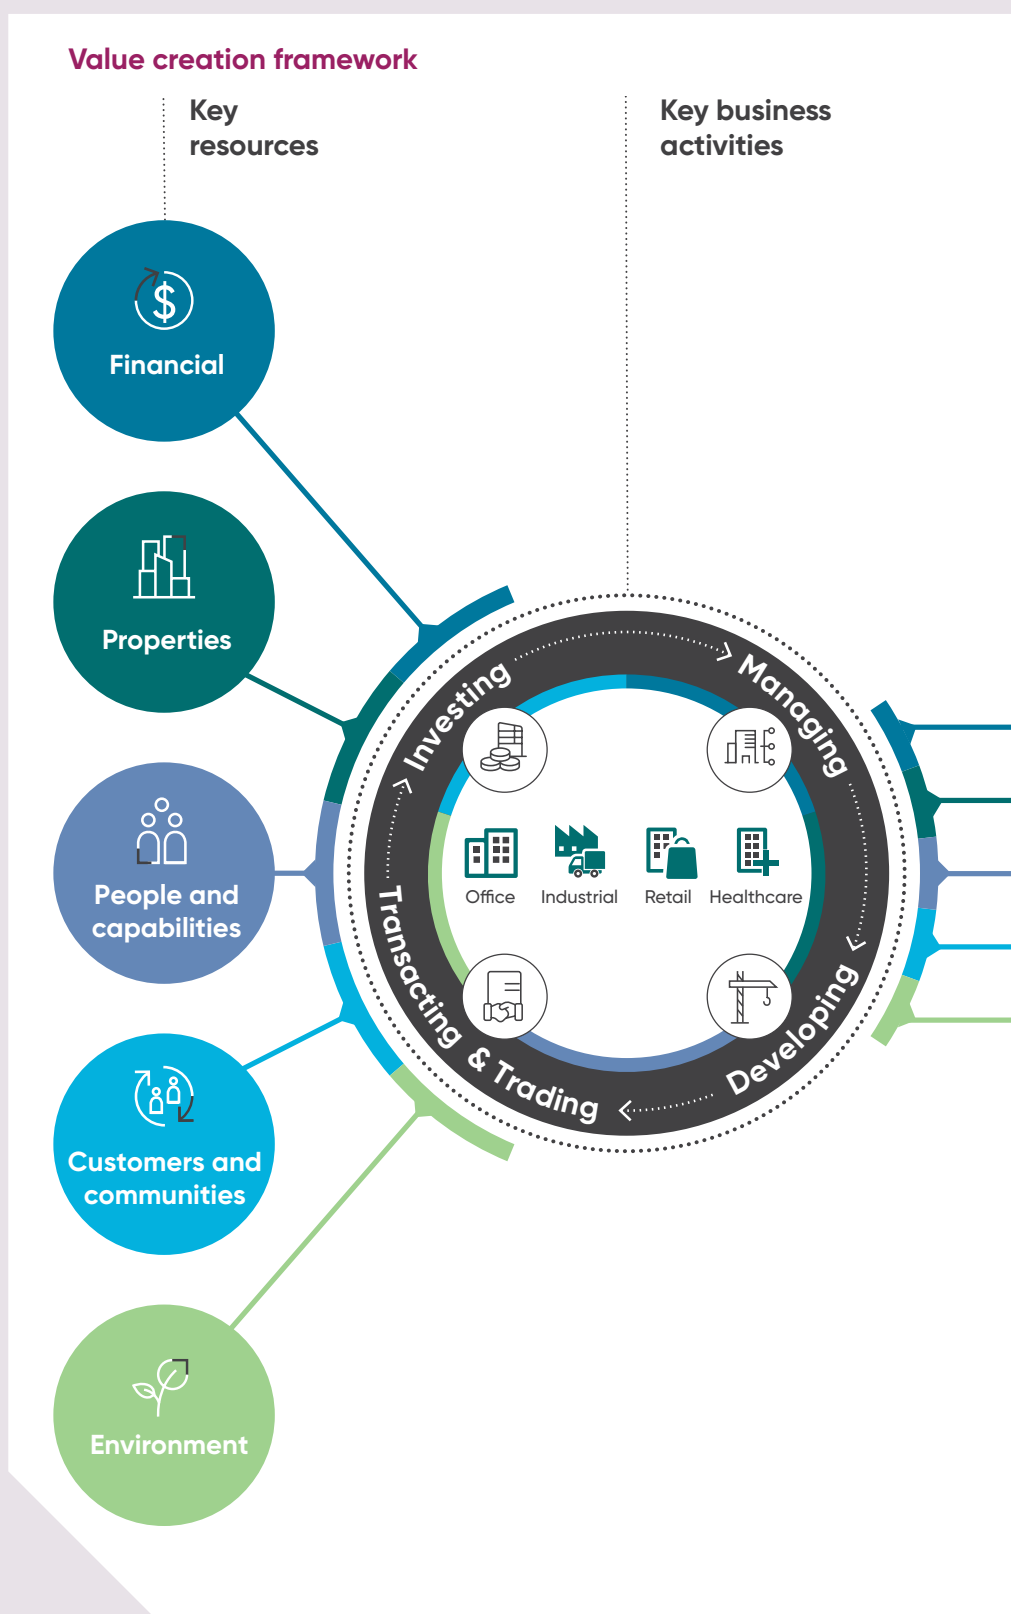 Value creation framework
Key
resources
Key business
activities
$
Financial
Properties
People and
capabilities
Customers and
communities
Environment
Investing
Managing
Developing
Transacting & Trading
Office
Industrial
Retail
Healthcare